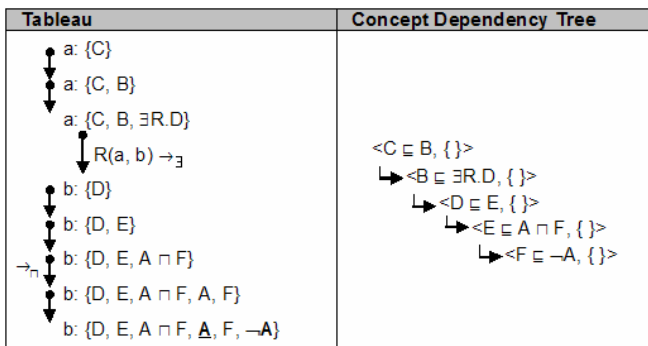 Tableau
a: {C}
a: {C, B}
a: {C, B, ∃R.D}
R(a, b) →∃
b: {D}
b: {D, E}
b: {D, E, A ⊓ F}
→⊓
b: {D, E, A ⊓ F, A, F}
b: {D, E, A ⊓ F, A, F, ¬A}
Concept Dependency Tree
<C ⊑ B, { }>
<B ⊑ ∃R.D, { }>
<D ⊑ E, { }>
<E ⊑ A ⊓ F, { }>
<F ⊑ ¬A, { }>